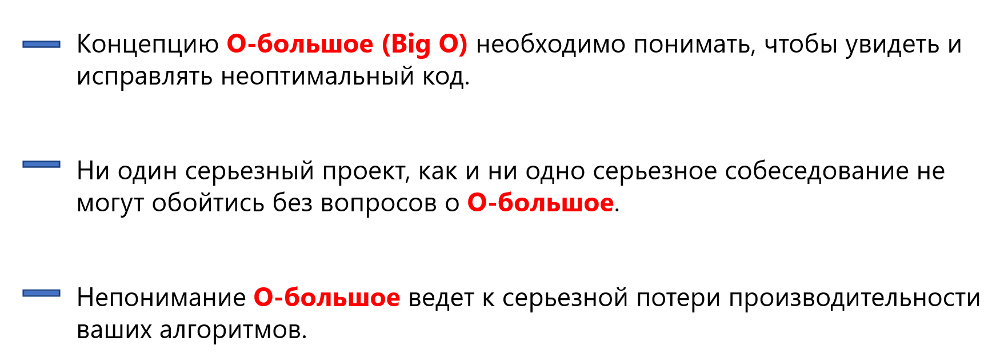 Концепцию О-большое (Big O) необходимо понимать, чтобы увидеть и
исправлять неоптимальный код.
Ни один серьезный проект, как и ни одно серьезное собеседование не
могут обойтись без вопросов о О-большое.
Непонимание О-большое ведет к серьезной потери производительности
ваших алгоритмов.